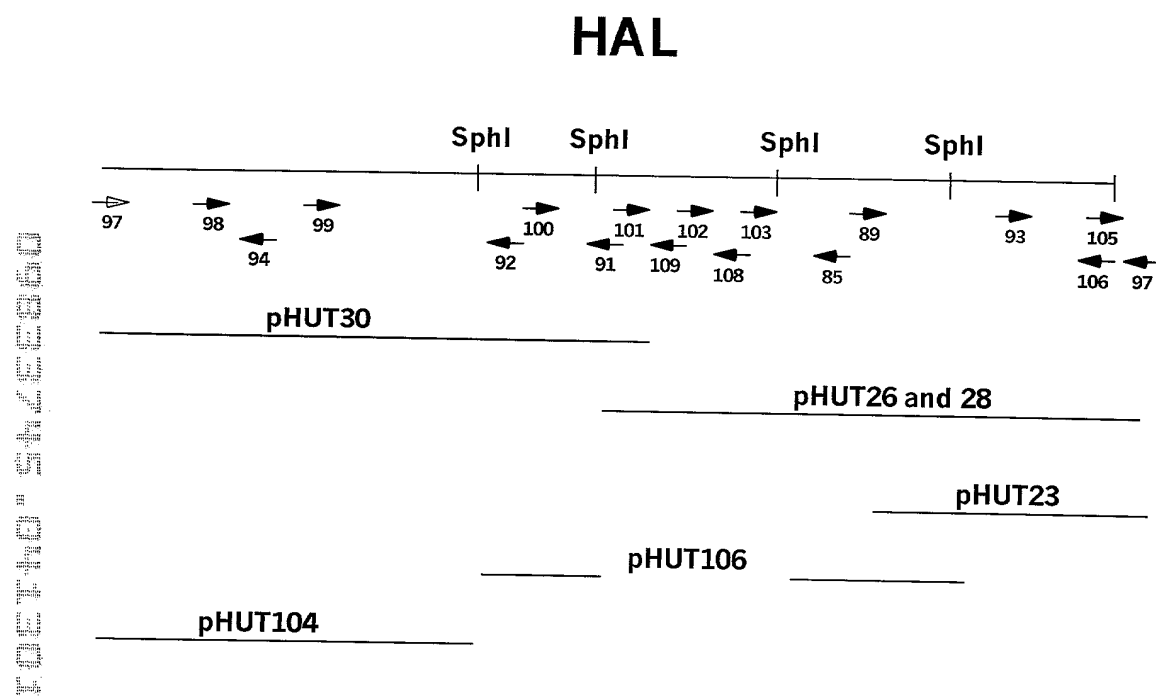 HAL
SphI SphI SphI SphI
97 98 99 100 101 102 103 89 93 105
94 92 91 109 108 85 106 97
pHUT30
pHUT26 and 28
pHUT23
pHUT106
pHUT104